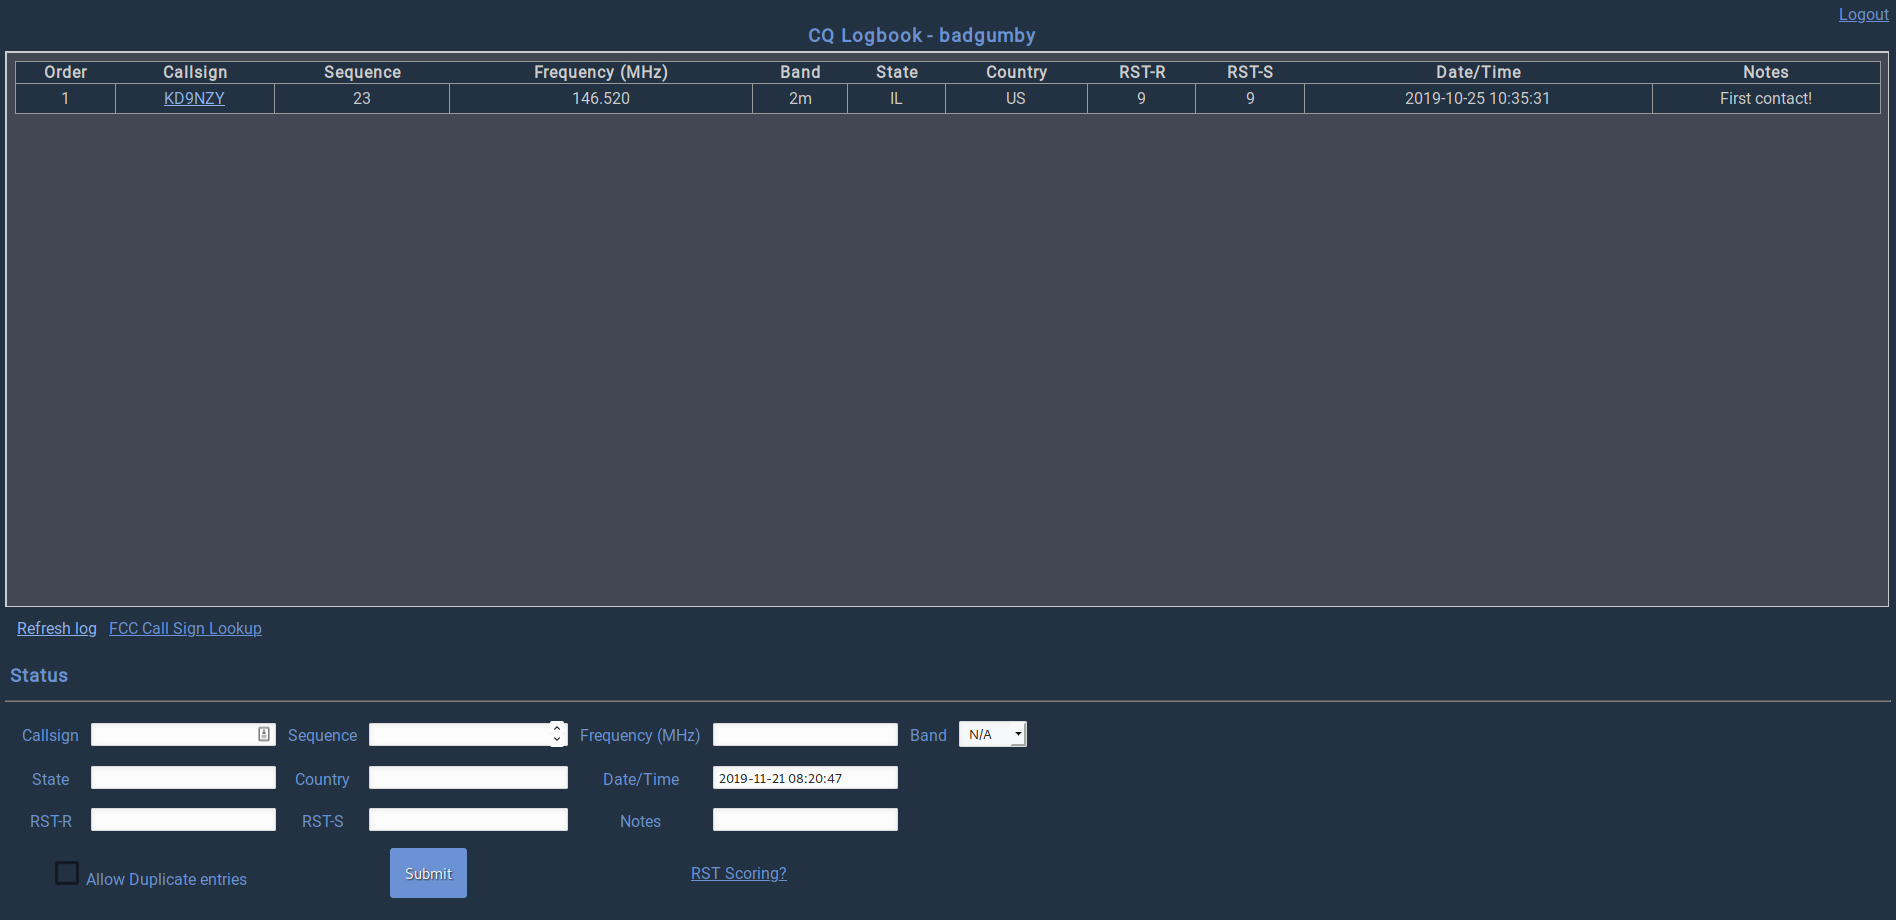 Logout
CQ Logbook - badgumby
Order Callsign Sequence Frequency (MHz) Band State Country RST-R RST-S Date/Time Notes
1 KD9NZY 23 146.520 2m IL US 9 9 2019-10-25 10:35:31 First contact!
Refresh log FCC Call Sign Lookup
Status
Callsign Sequence Frequency (MHz) Band N/A
State Country Date/Time 2019-11-21 08:20:47
RST-R RST-S Notes
Allow Duplicate entries Submit RST Scoring?